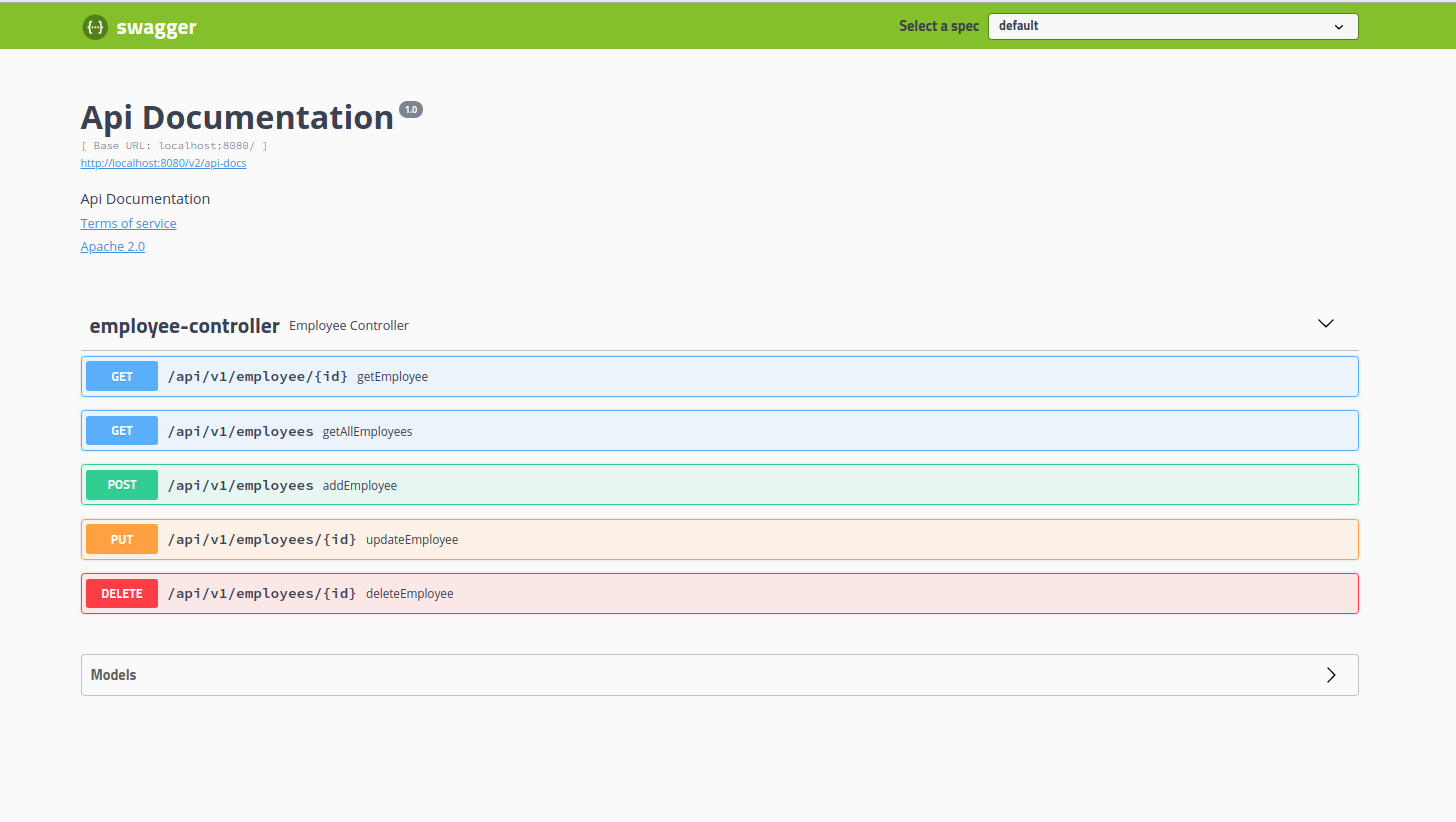 {···} swagger Select a spec default
Api Documentation 1.0
[ Base URL: localhost:8080/ ]
http://localhost:8080/v2/api-docs
Api Documentation
Terms of service
Apache 2.0
employee-controller Employee Controller
GET /api/v1/employee/{id} getEmployee
GET /api/v1/employees getAllEmployees
POST /api/v1/employees addEmployee
PUT /api/v1/employees/{id} updateEmployee
DELETE /api/v1/employees/{id} deleteEmployee
Models